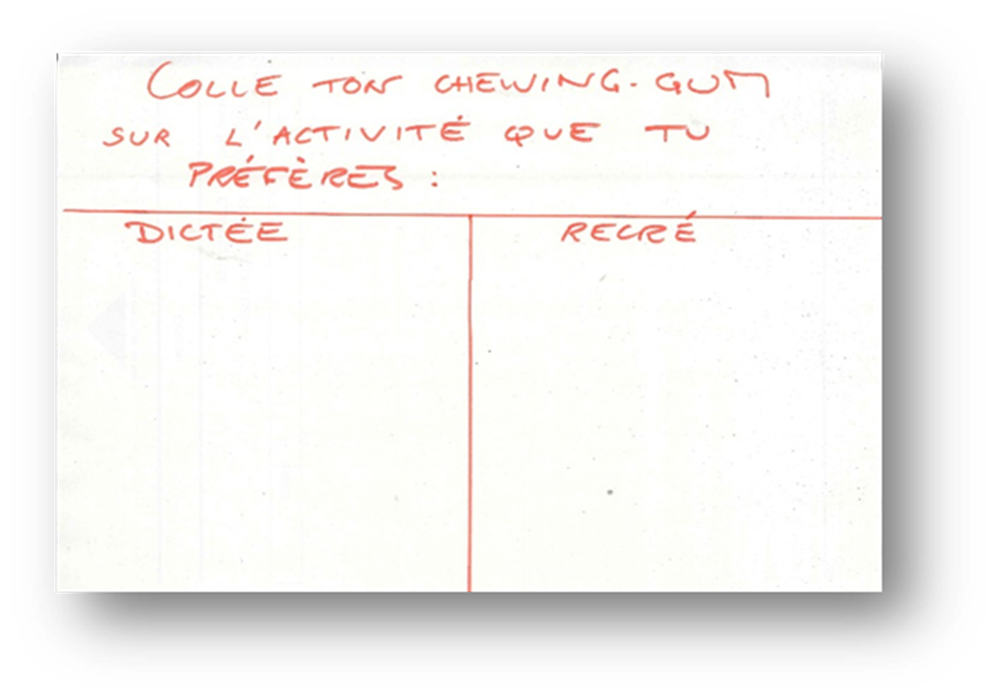 COLLE TON CHEWING-GUM
SUR L'ACTIVITÉ QUE TU
PRÉFÈRES :
DICTÉE
RECRÉ